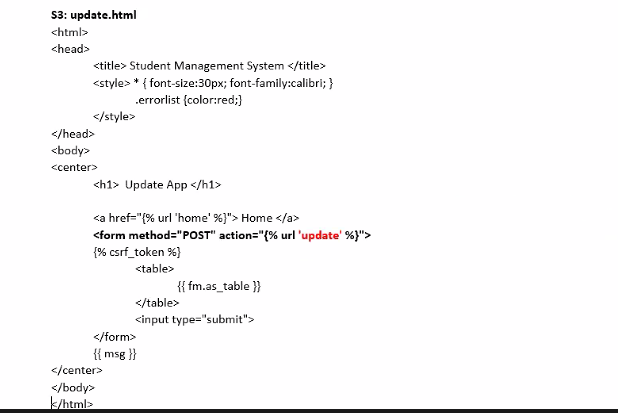 S3: update.html
<html>
<head>
<title> Student Management System </title>
<style> * { font-size:30px; font-family:calibri; }
.errorlist {color:red;}
</style>
</head>
<body>
<center>
<h1> Update App </h1>
<a href="{% url 'home' %}"> Home </a>
<form method="POST" action="{% url 'update' %}">
{% csrf_token %}
<table>
{{ fm.as_table }}
</table>
<input type="submit">
</form>
{{ msg }}
</center>
</body>
</html>